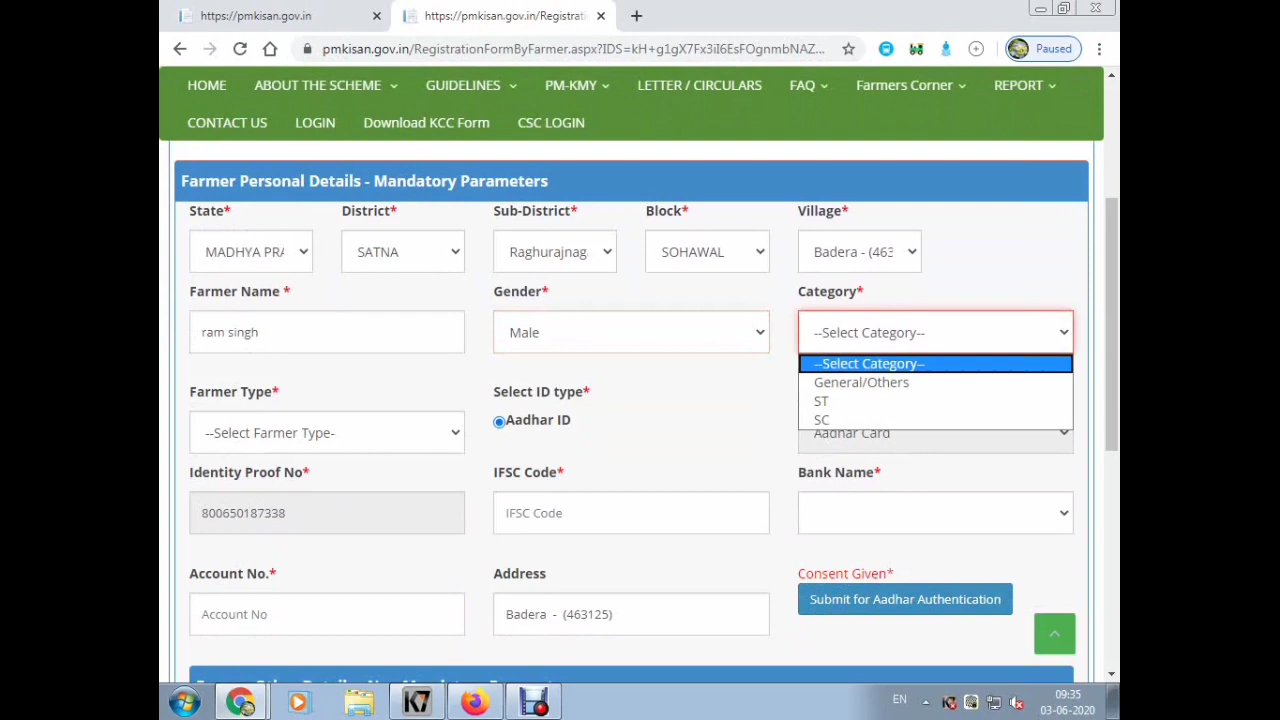 https://pmkisan.gov.in
https://pmkisan.gov.in/Registrati
pmkisan.gov.in/RegistrationFormByFarmer.aspx?IDS=kH+g1gX7Fx3iI6EsFOgnmbNAZ...
Paused
HOME ABOUT THE SCHEME GUIDELINES PM-KMY LETTER / CIRCULARS FAQ Farmers Corner REPORT
CONTACT US LOGIN Download KCC Form CSC LOGIN
Farmer Personal Details - Mandatory Parameters
State* District* Sub-District* Block* Village*
MADHYA PRA SATNA Raghurajnag SOHAWAL Badera - (463
Farmer Name * Gender* Category*
ram singh Male --Select Category--
--Select Category--
General/Others
ST
SC
Farmer Type* Select ID type*
Aadhar ID
--Select Farmer Type- Aadhar Card
Identity Proof No* IFSC Code* Bank Name*
800650187338 IFSC Code
Account No.* Address Consent Given*
Account No Badera - (463125) Submit for Aadhar Authentication
K7 EN 09:35
03-06-2020